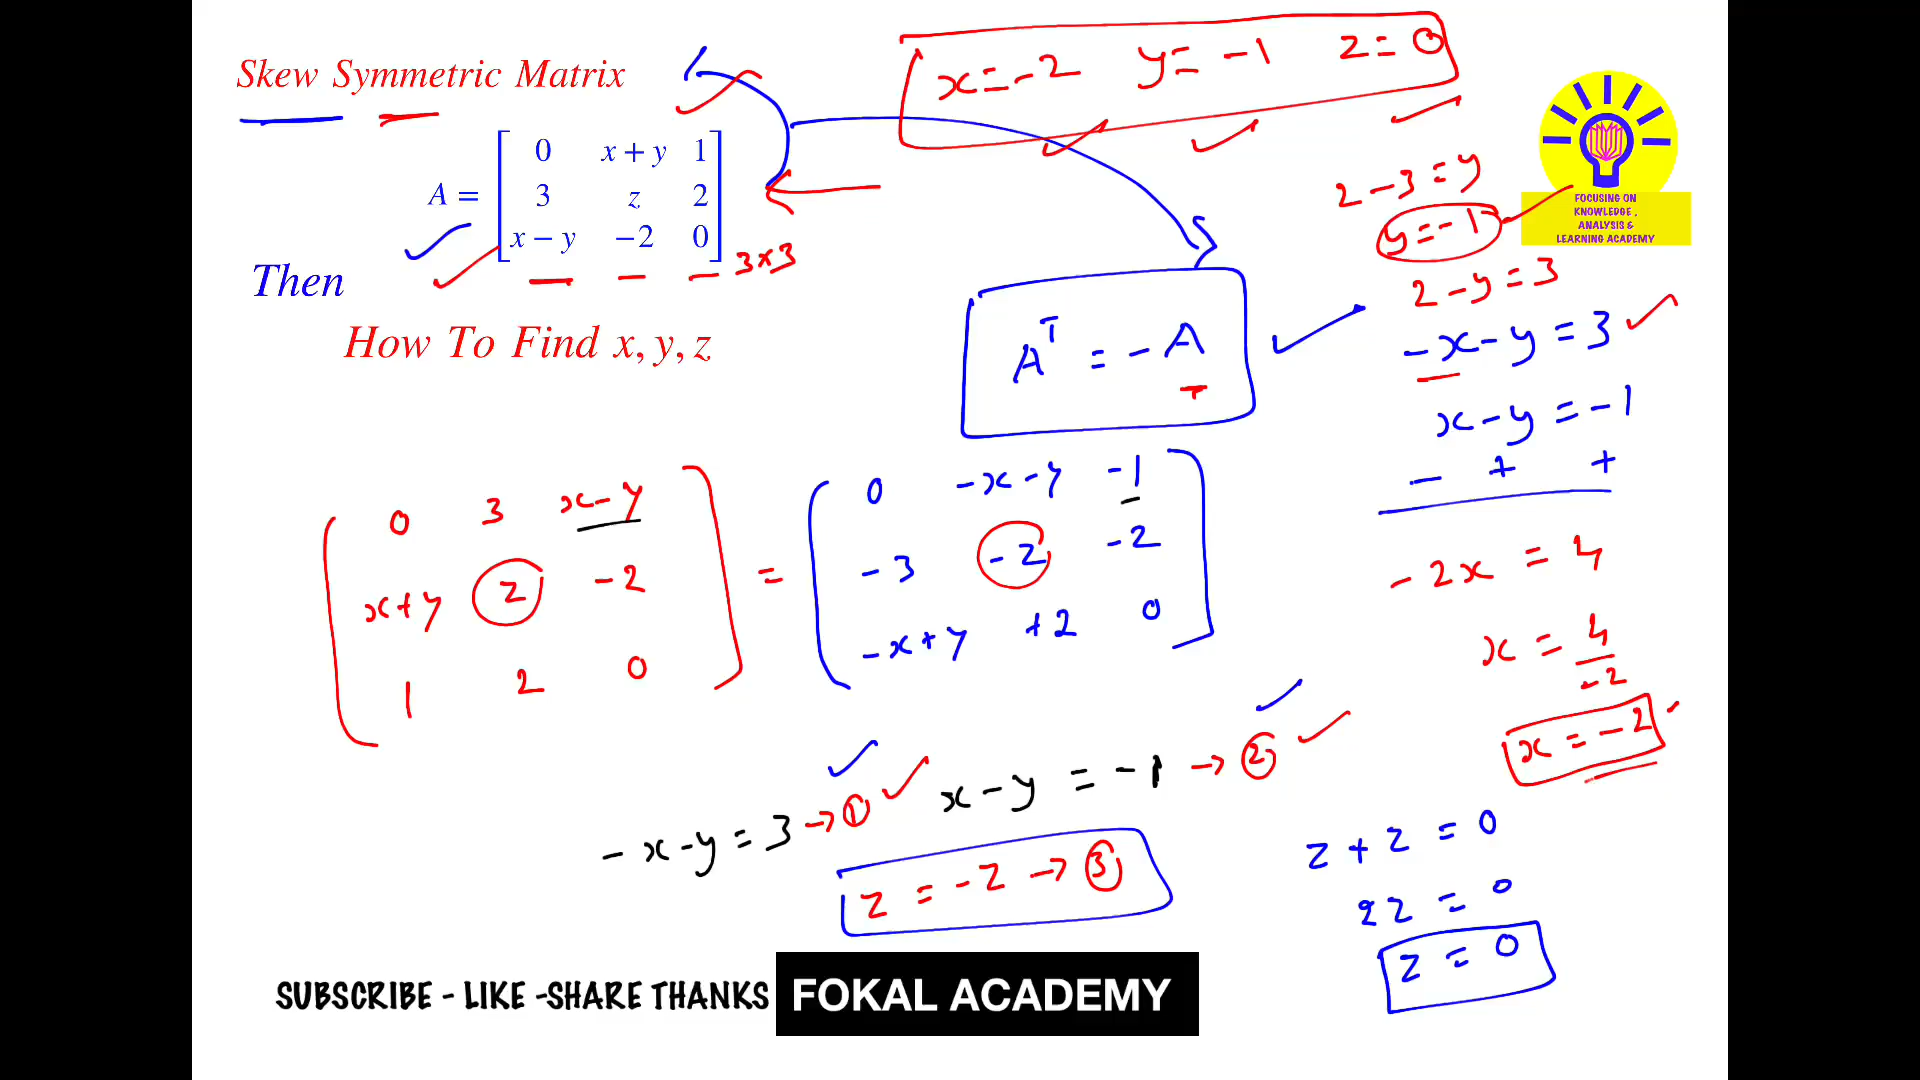 Skew Symmetric Matrix
A = [ 0 x + y 1
3 z 2
x − y −2 0 ] 3×3
Then
How To Find x, y, z
x = -2 y = -1 z = 0
FOCUSING ON
KNOWLEDGE ,
ANALYSIS &
LEARNING ACADEMY
A^T = -A
2 - 3 = y
y = -1
2 - y = 3
-x - y = 3
x - y = -1
- + +
-2x = 4
x = 4/-2
x = -2
0 3 x-y
x+y z -2
1 2 0
=
0 -x-y -1
-3 -z -2
-x+y +2 0
-x - y = 3 → ①
x - y = -1 → ②
z = -z → ③
z + z = 0
2z = 0
z = 0
SUBSCRIBE - LIKE -SHARE THANKS
FOKAL ACADEMY